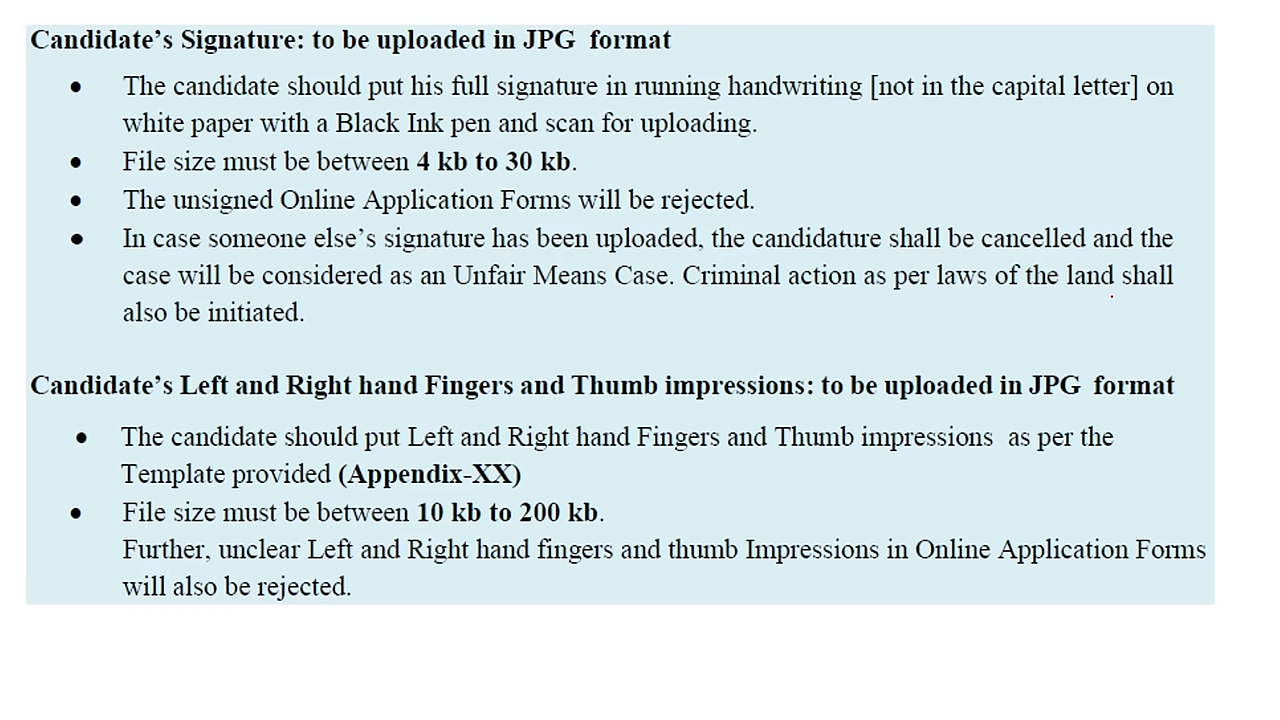 Candidate’s Signature: to be uploaded in JPG format
• The candidate should put his full signature in running handwriting [not in the capital letter] on
white paper with a Black Ink pen and scan for uploading.
• File size must be between 4 kb to 30 kb.
• The unsigned Online Application Forms will be rejected.
• In case someone else’s signature has been uploaded, the candidature shall be cancelled and the
case will be considered as an Unfair Means Case. Criminal action as per laws of the land shall
also be initiated.
Candidate’s Left and Right hand Fingers and Thumb impressions: to be uploaded in JPG format
• The candidate should put Left and Right hand Fingers and Thumb impressions as per the
Template provided (Appendix-XX)
• File size must be between 10 kb to 200 kb.
Further, unclear Left and Right hand fingers and thumb Impressions in Online Application Forms
will also be rejected.